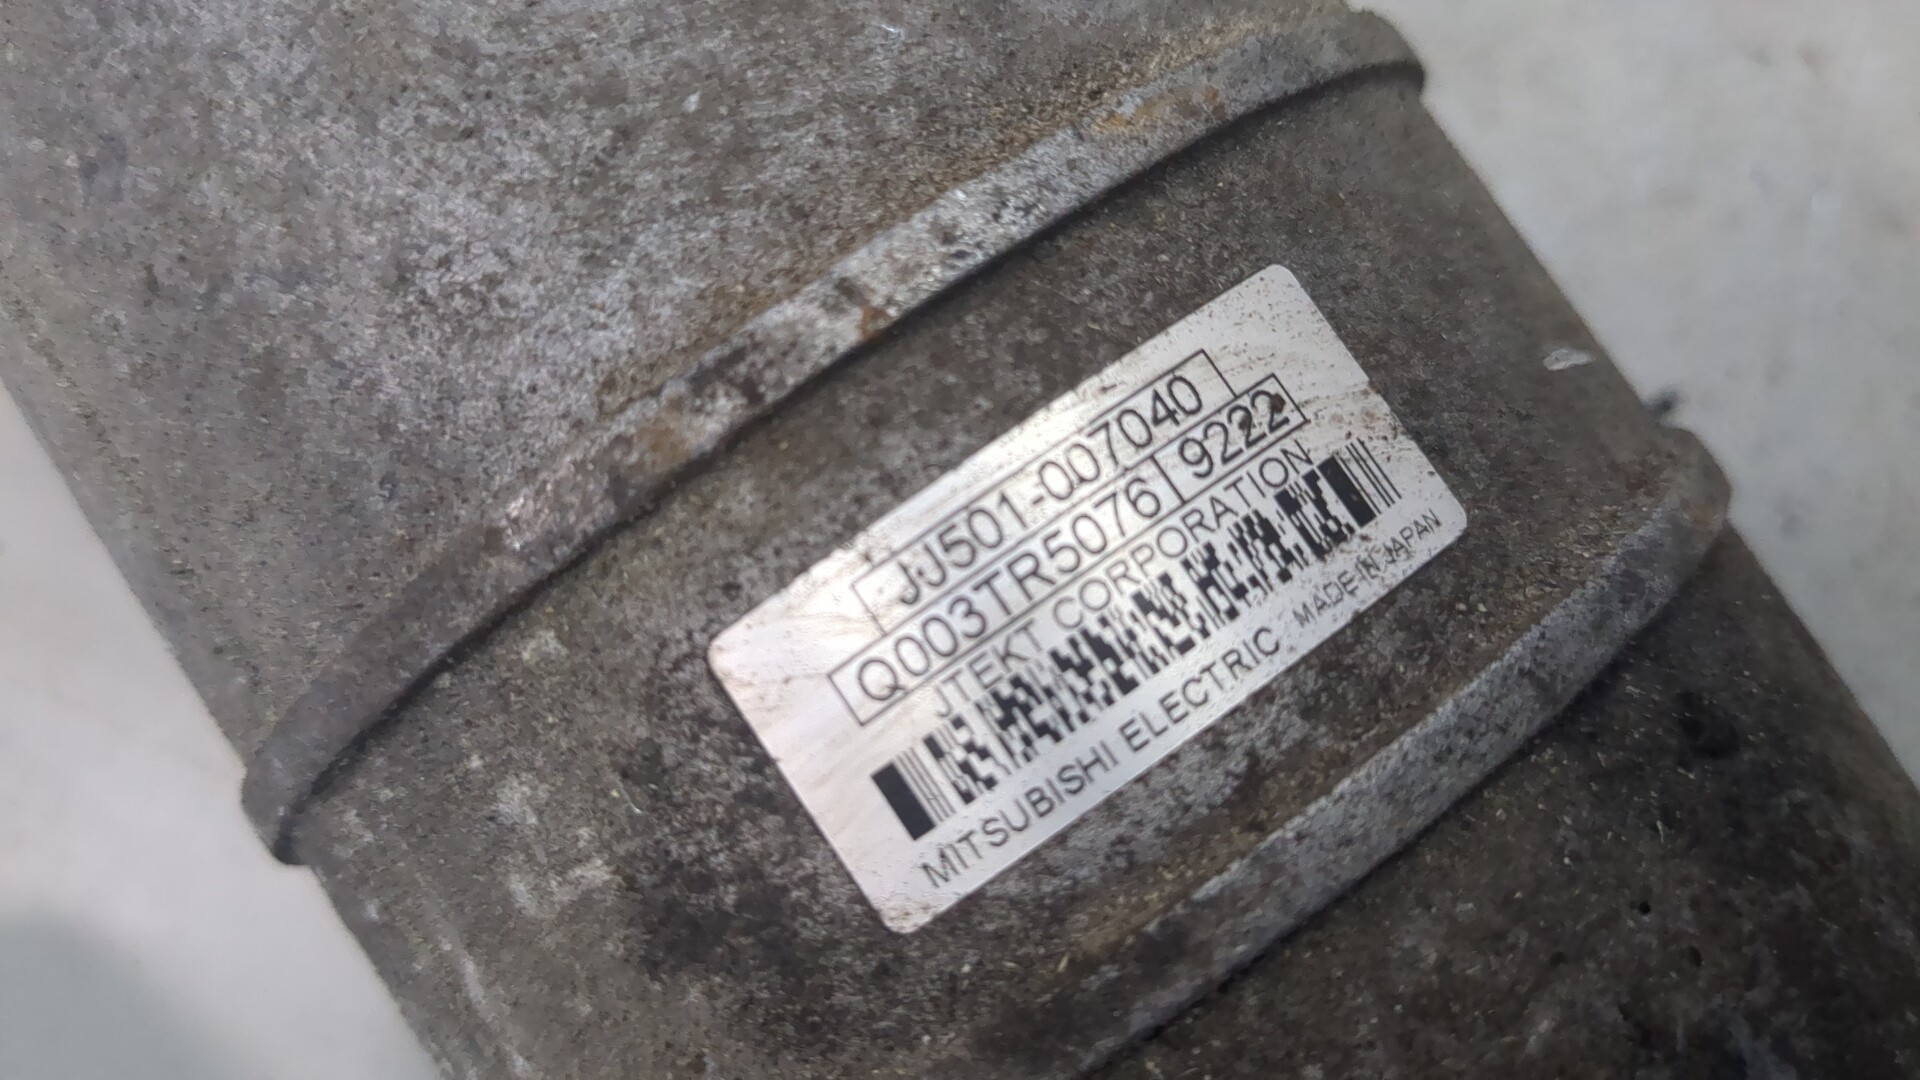 JJ501-007040
Q003TR5076 9222
JTEKT CORPORATION
MITSUBISHI ELECTRIC MADE IN JAPAN